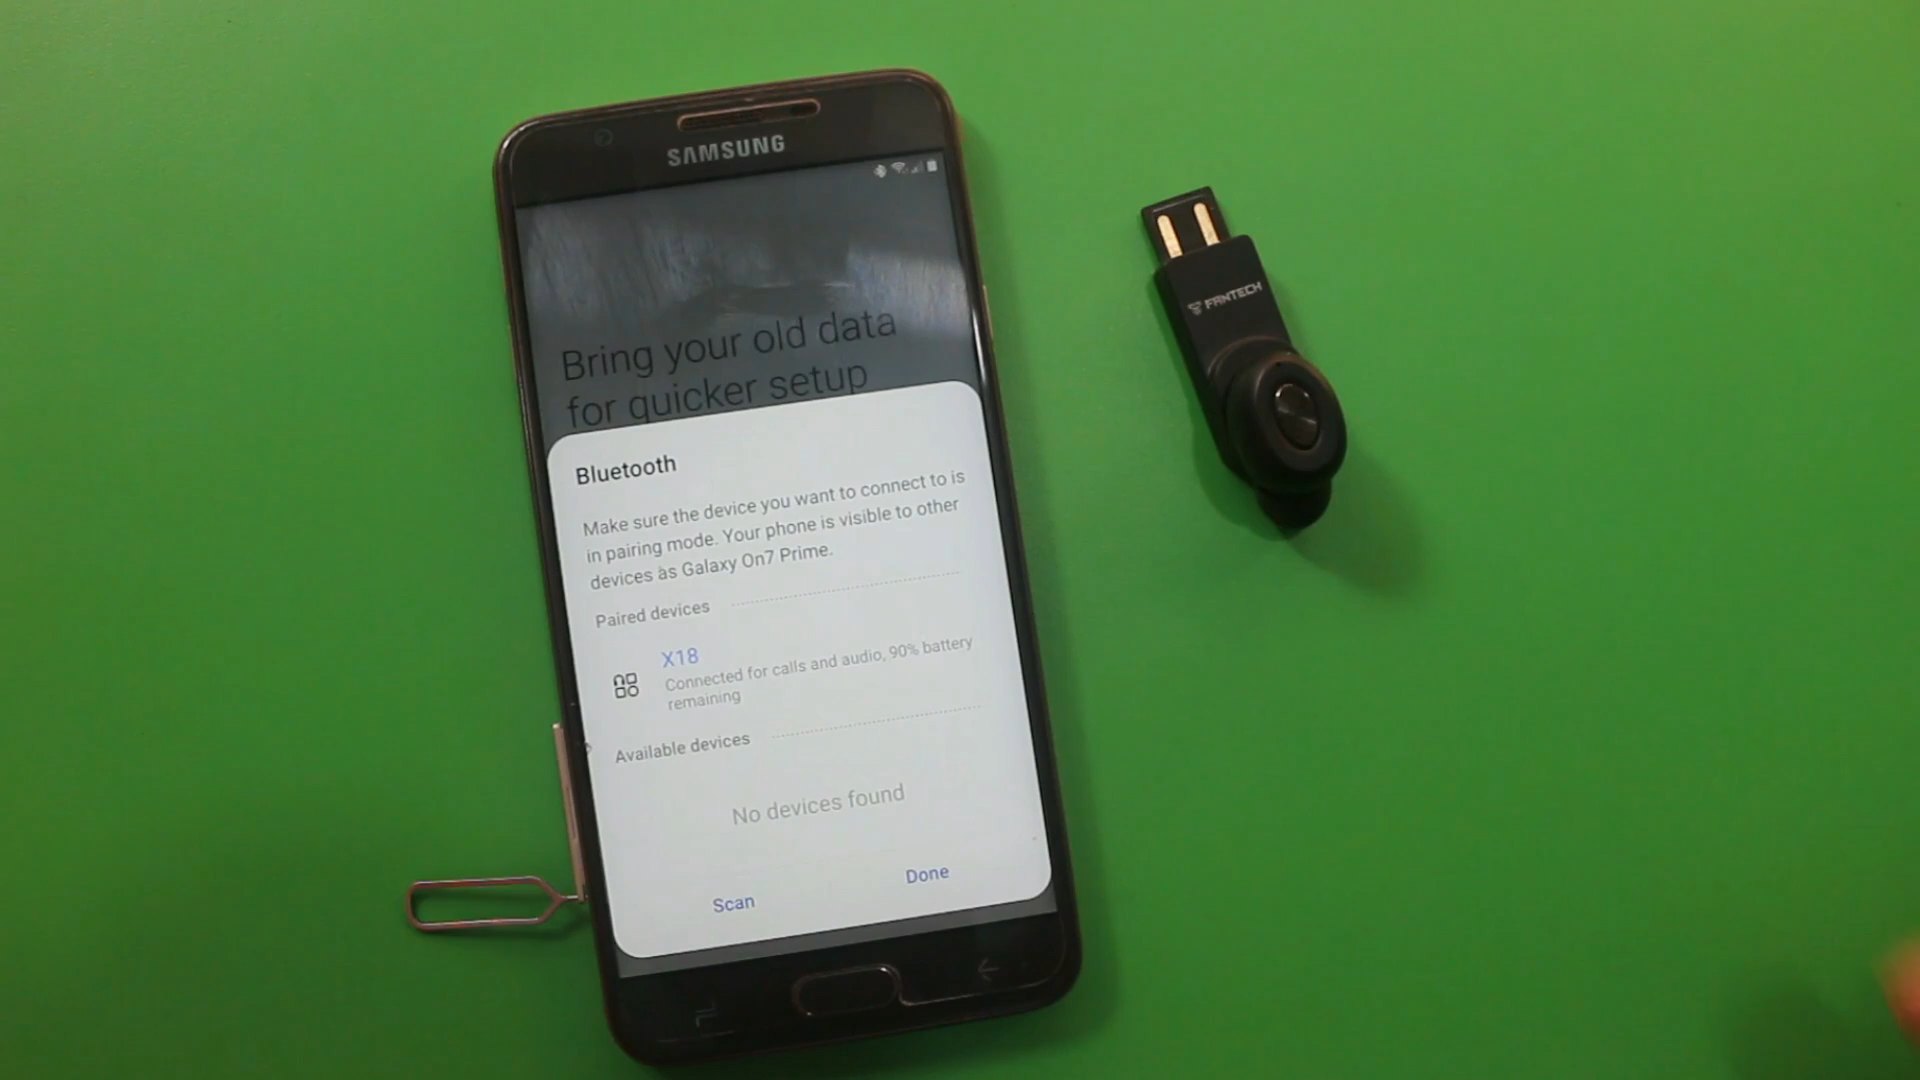 SAMSUNG
Bring your old data
for quicker setup
Bluetooth
Make sure the device you want to connect to is
in pairing mode. Your phone is visible to other
devices as Galaxy On7 Prime.
Paired devices
X18
Connected for calls and audio, 90% battery
remaining
Available devices
No devices found
Scan
Done
FANTECH